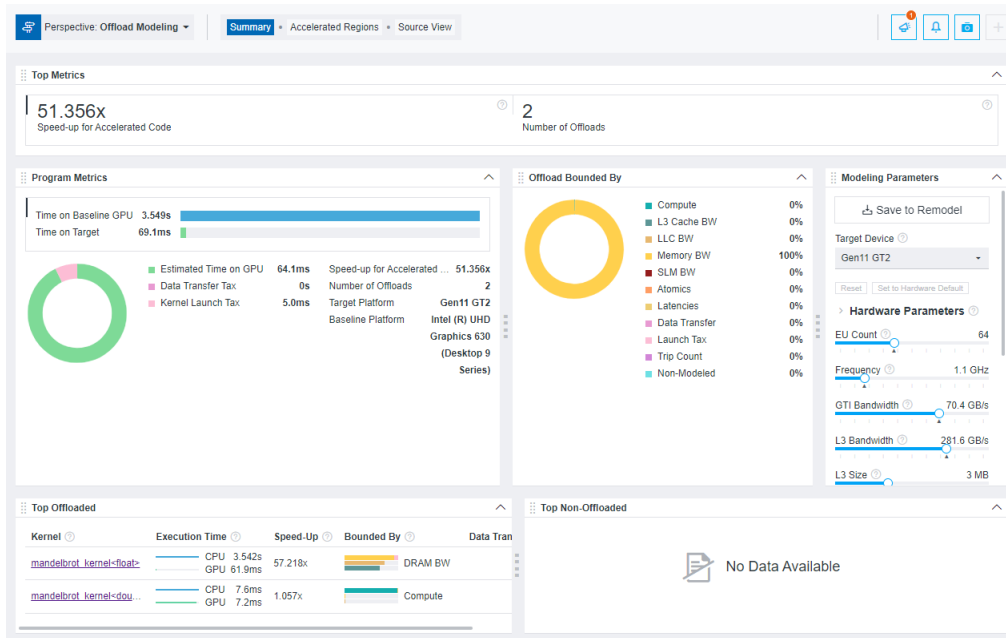 Perspective: Offload Modeling
Summary • Accelerated Regions • Source View
1
Top Metrics
51.356x
Speed-up for Accelerated Code
2
Number of Offloads
Program Metrics
Time on Baseline GPU 3.549s
Time on Target 69.1ms
Estimated Time on GPU 64.1ms
Data Transfer Tax 0s
Kernel Launch Tax 5.0ms
Speed-up for Accelerated ... 51.356x
Number of Offloads 2
Target Platform Gen11 GT2
Baseline Platform Intel (R) UHD
Graphics 630
(Desktop 9
Series)
Offload Bounded By
Compute 0%
L3 Cache BW 0%
LLC BW 0%
Memory BW 100%
SLM BW 0%
Atomics 0%
Latencies 0%
Data Transfer 0%
Launch Tax 0%
Trip Count 0%
Non-Modeled 0%
Modeling Parameters
Save to Remodel
Target Device
Gen11 GT2
Reset Set to Hardware Default
Hardware Parameters
EU Count 64
Frequency 1.1 GHz
GTI Bandwidth 70.4 GB/s
L3 Bandwidth 281.6 GB/s
L3 Size 3 MB
Top Offloaded
Kernel Execution Time Speed-Up Bounded By Data Tran
mandelbrot_kernel<float> CPU 3.542s 57.218x DRAM BW
GPU 61.9ms
mandelbrot_kernel<dou... CPU 7.6ms 1.057x Compute
GPU 7.2ms
Top Non-Offloaded
No Data Available